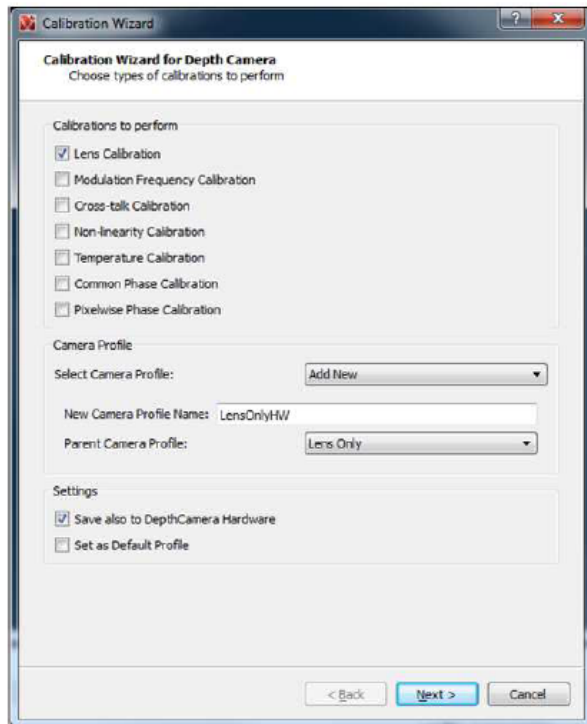 Calibration Wizard
?
X
Calibration Wizard for Depth Camera
Choose types of calibrations to perform
Calibrations to perform
Lens Calibration
Modulation Frequency Calibration
Cross-talk Calibration
Non-linearity Calibration
Temperature Calibration
Common Phase Calibration
Pixelwise Phase Calibration
Camera Profile
Select Camera Profile: Add New
New Camera Profile Name: LensOnlyHW
Parent Camera Profile: Lens Only
Settings
Save also to DepthCamera Hardware
Set as Default Profile
< Back Next > Cancel